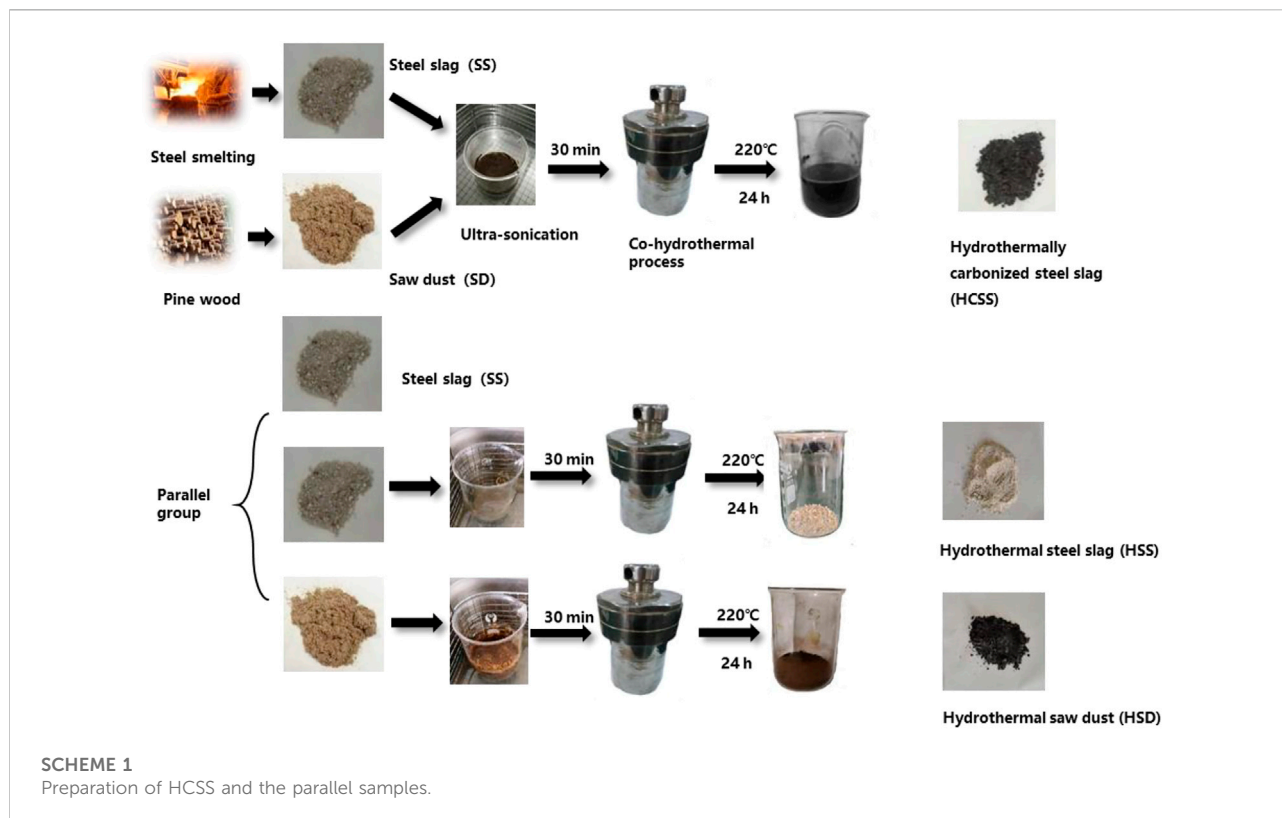 Steel slag (SS)
Steel smelting
30 min
220℃
24 h
Ultra-sonication
Co-hydrothermal
process
Saw dust (SD)
Pine wood
Hydrothermally
carbonized steel slag
(HCSS)
Steel slag (SS)
Parallel
group
30 min
220℃
24 h
Hydrothermal steel slag (HSS)
30 min
220℃
24 h
Hydrothermal saw dust (HSD)
SCHEME 1
Preparation of HCSS and the parallel samples.